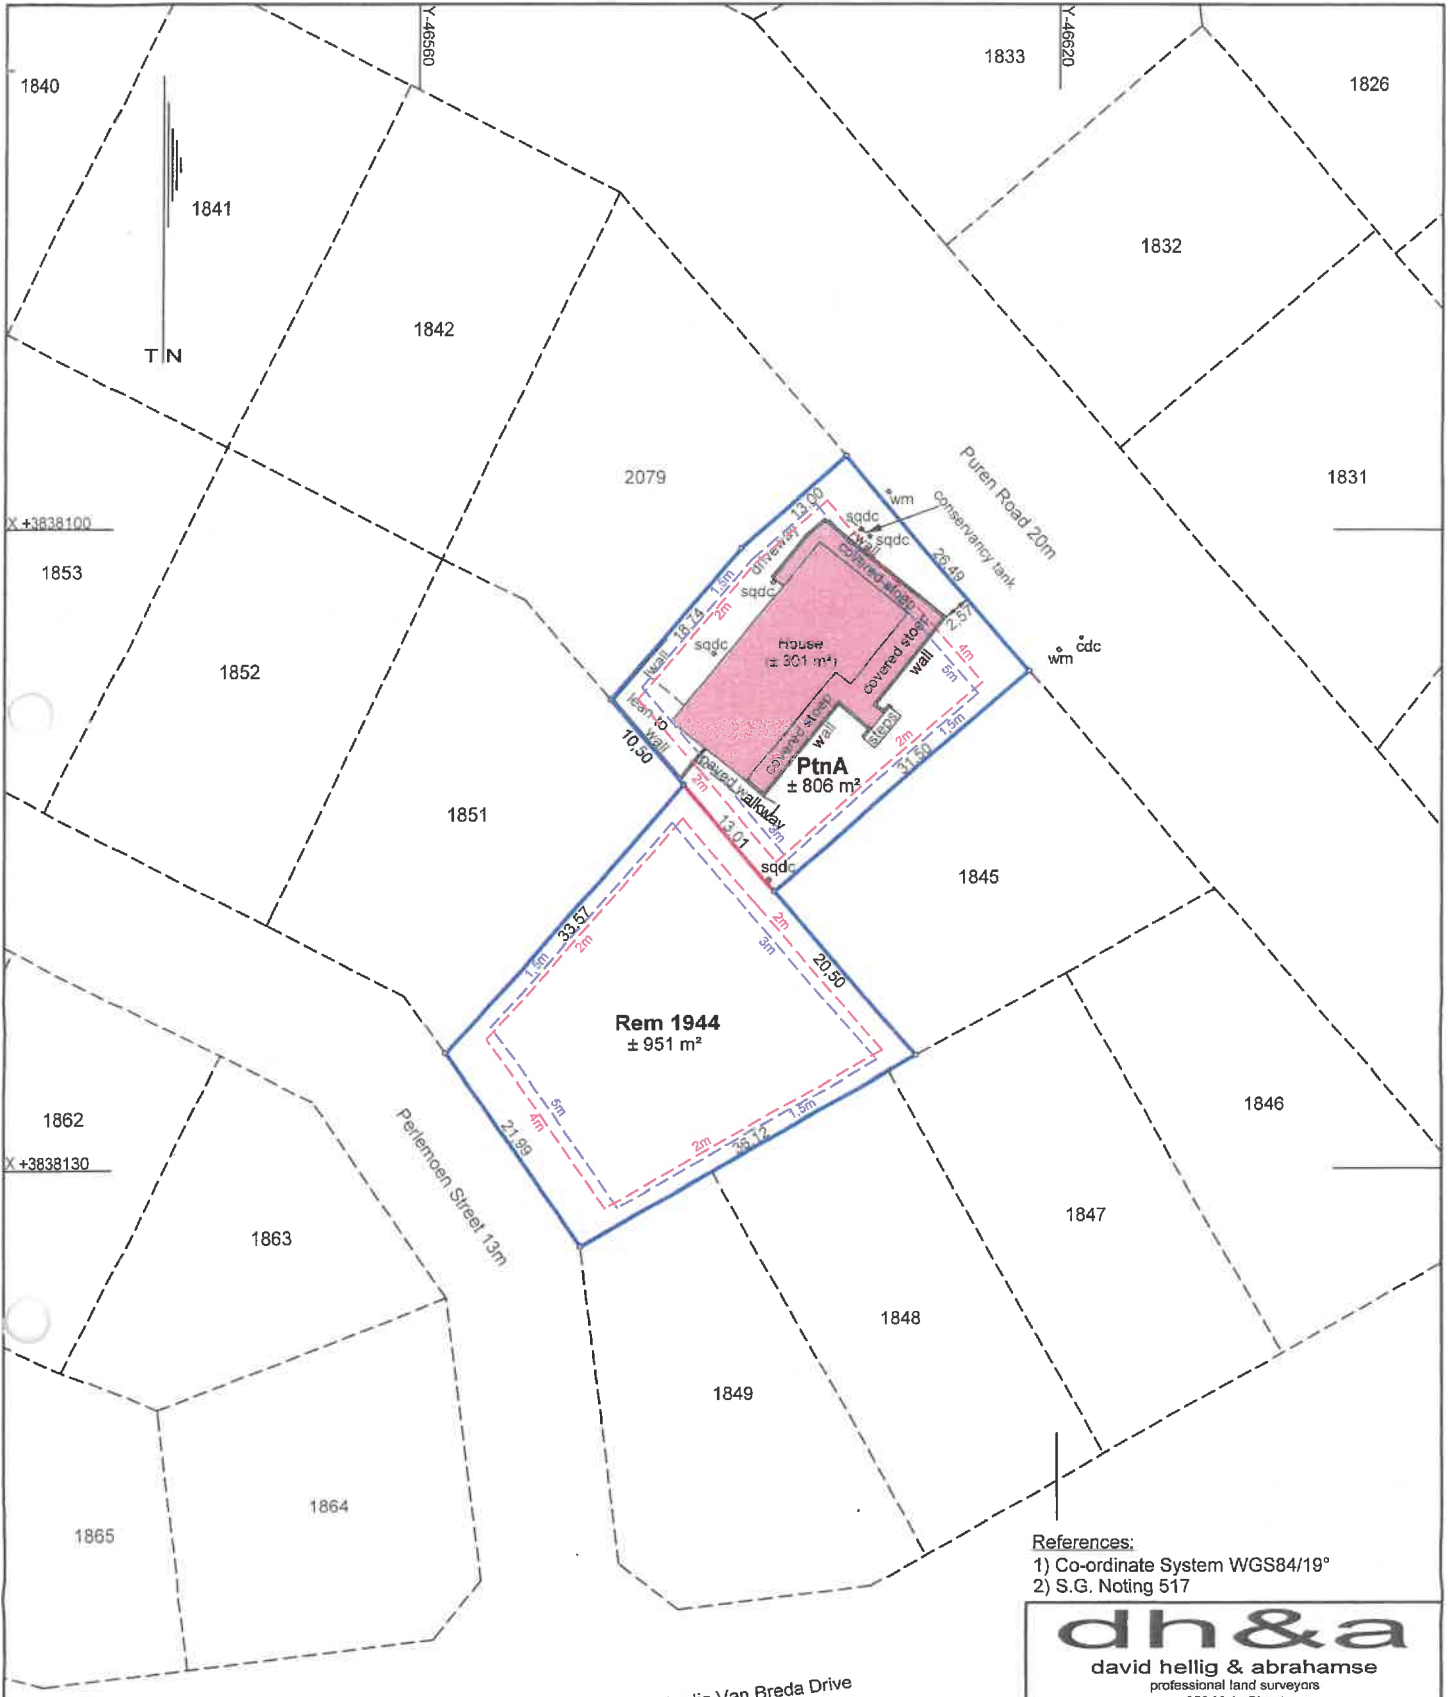 Y-46560
Y-46620
1833
1826
1840
1841
1832
1842
T N
2079
Puren Road 20m
1831
wm
13,00
sqdc
conservancy tank
X +3838100
sqdc
wall
26,49
driveway
covered stoep
1853
1,5m
sqdc
2m
2,57
18,74
House
(± 301 m²)
covered stoep
wm
cdc
sqdc
4m
wall
5m
1852
wall
lean to
covered stoep
wall
steps
2m
1,5m
wall
10,50
31,50
PtnA
± 806 m²
paved walkway
2m
1851
13,01
3m
sqdc
1845
33,57
2m
2m
3m
1,5m
20,50
Rem 1944
± 951 m²
5m
4m
1,5m
1846
1862
Perlemoen Street 13m
21,99
2m
36,12
X +3838130
1847
1863
1848
1849
1864
1865
References:
1) Co-ordinate System WGS84/19°
2) S.G. Noting 517
dh&a
david hellig & abrahamse
professional land surveyors
Van Breda Drive